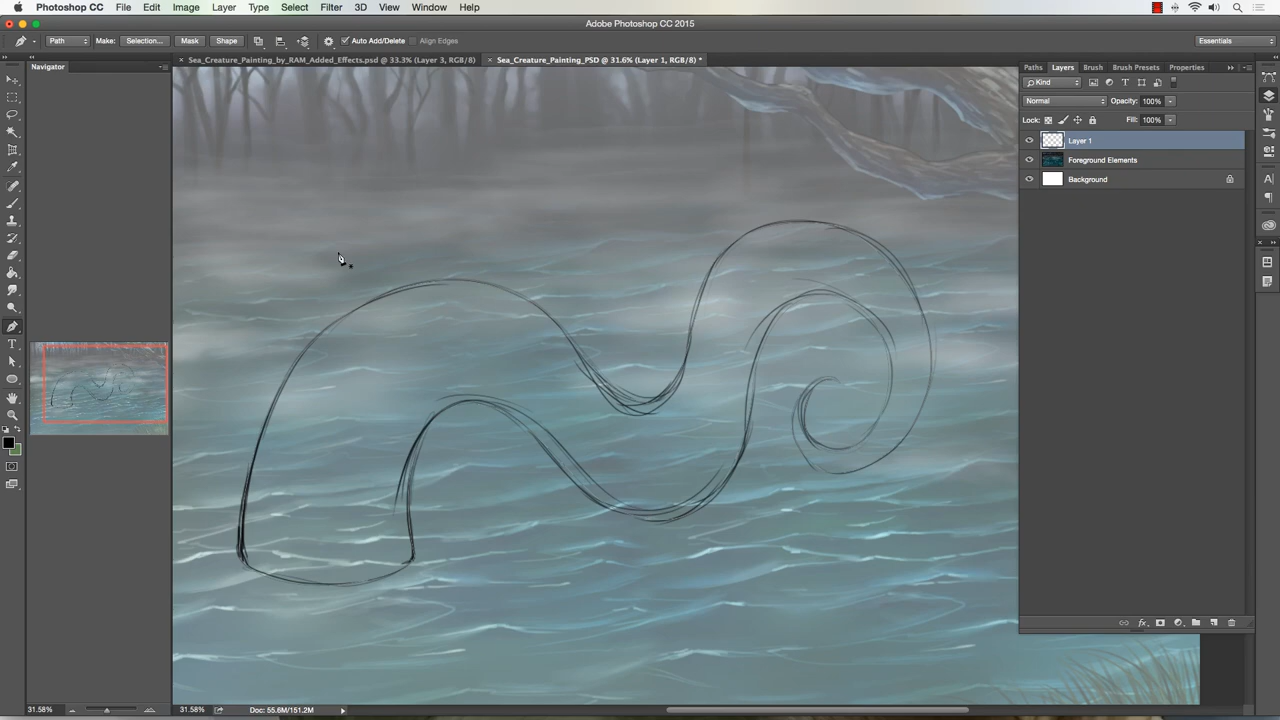 Photoshop CC File Edit Image Layer Type Select Filter 3D View Window Help
Adobe Photoshop CC 2015
Path Make: Selection... Mask Shape Auto Add/Delete Align Edges Essentials
× Sea_Creature_Painting_by_RAM_Added_Effects.psd @ 33.3% (Layer 3, RGB/8) × Sea_Creature_Painting_PSD @ 31.6% (Layer 1, RGB/8) *
Navigator
Paths Layers Brush Brush Presets Properties
Kind
Normal Opacity: 100%
Lock: Fill: 100%
Layer 1
Foreground Elements
Background
31.58% 31.58% Doc: 55.6M/151.2M